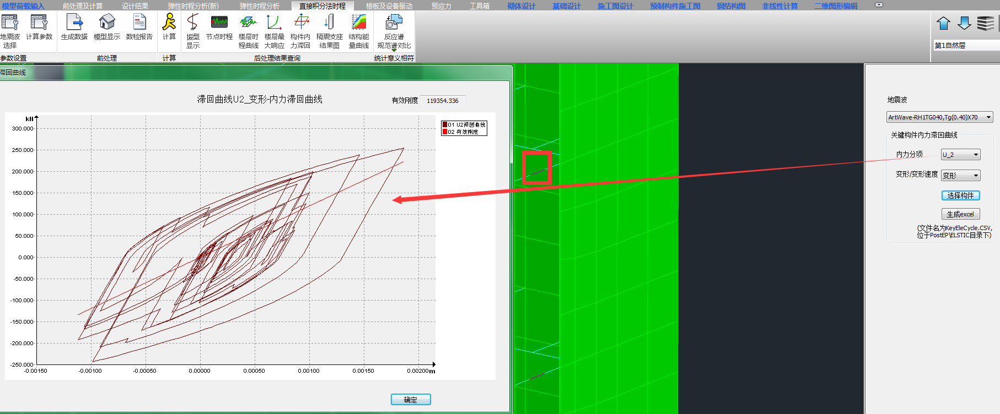 模型荷载输入 前处理及计算 设计结果 弹性时程分析(新) 弹性时程分析 直接积分法时程 楼板及设备振动 预应力 工具箱 砌体设计 基础设计 施工图设计 预制构件施工图 钢结构图 非线性计算 二维图形编辑
地震波
选择
计算参数
生成数据
模型显示
数检报告
计算
振型
显示
节点时程
楼层时
程曲线
楼层最
大响应
构件内
力滞回
隔震支座
结果图
结构能
量曲线
反应谱
规范谱对比
参数设置 前处理 计算 后处理结果查询 统计意义相符
第1自然层
滞回曲线
滞回曲线U2_变形-内力滞回曲线
有效刚度 119354.336
kN
300.000
250.000
200.000
150.000
100.000
50.000
0.000
-50.000
-100.000
-150.000
-200.000
-250.000
-0.00150 -0.00100 -0.00050 0.00000 0.00050 0.00100 0.00150 0.00200 m
01 U2滞回曲线
02 有效刚度
确定
地震波
ArtWave-RH1TG040,Tg(0.40)X70
关键构件内力滞回曲线
内力分项 U_2
变形/变形速度 变形
选择构件
生成excel
(文件名为KeyEleCycle.CSV,
位于PostEP\ELSTIC目录下)